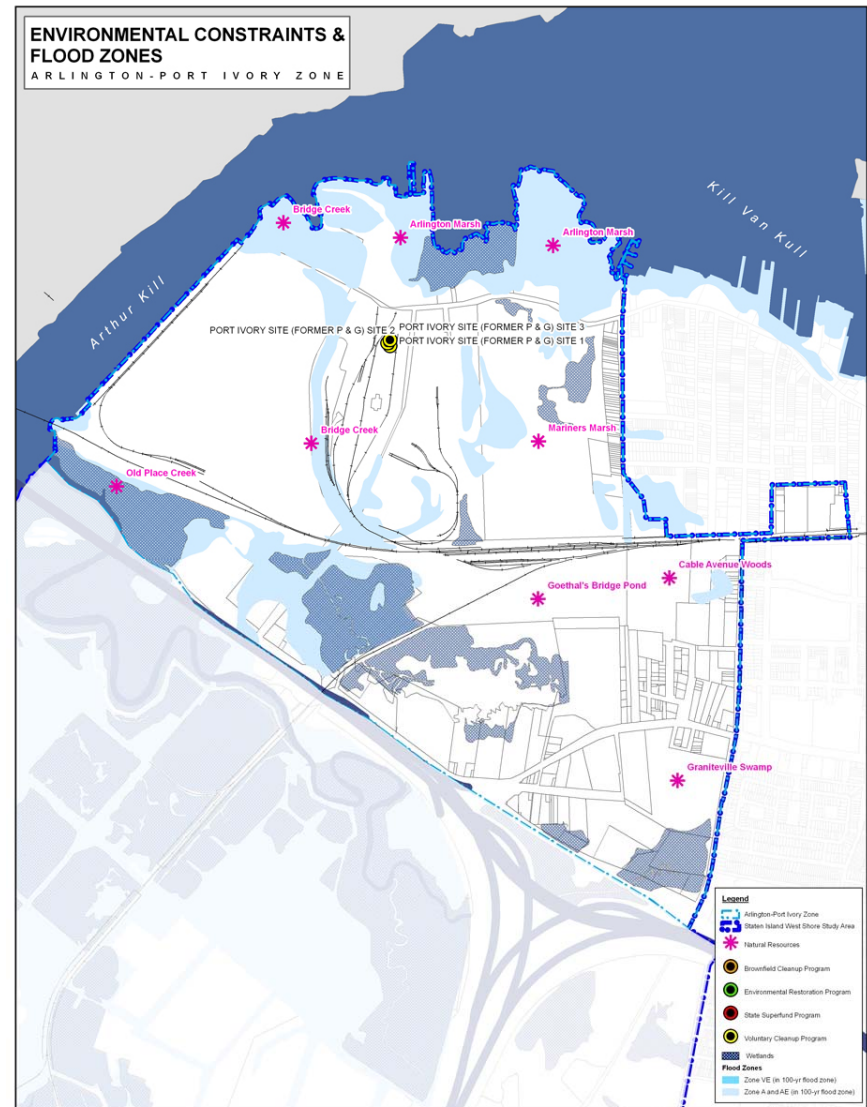 ENVIRONMENTAL CONSTRAINTS &
FLOOD ZONES
ARLINGTON-PORT IVORY ZONE
Kill Van Kull
Arthur Kill
Bridge Creek
Arlington Marsh
Arlington Marsh
PORT IVORY SITE (FORMER P & G) SITE 2
PORT IVORY SITE (FORMER P & G) SITE 3
PORT IVORY SITE (FORMER P & G) SITE 1
Bridge Creek
Mariners Marsh
Old Place Creek
Cable Avenue Woods
Goethal's Bridge Pond
Graniteville Swamp
Legend
Arlington-Port Ivory Zone
Staten Island West Shore Study Area
Natural Resources
Brownfield Cleanup Program
Environmental Restoration Program
State Superfund Program
Voluntary Cleanup Program
Wetlands
Flood Zones
Zone VE (in 100-yr flood zone)
Zone A and AE (in 100-yr flood zone)